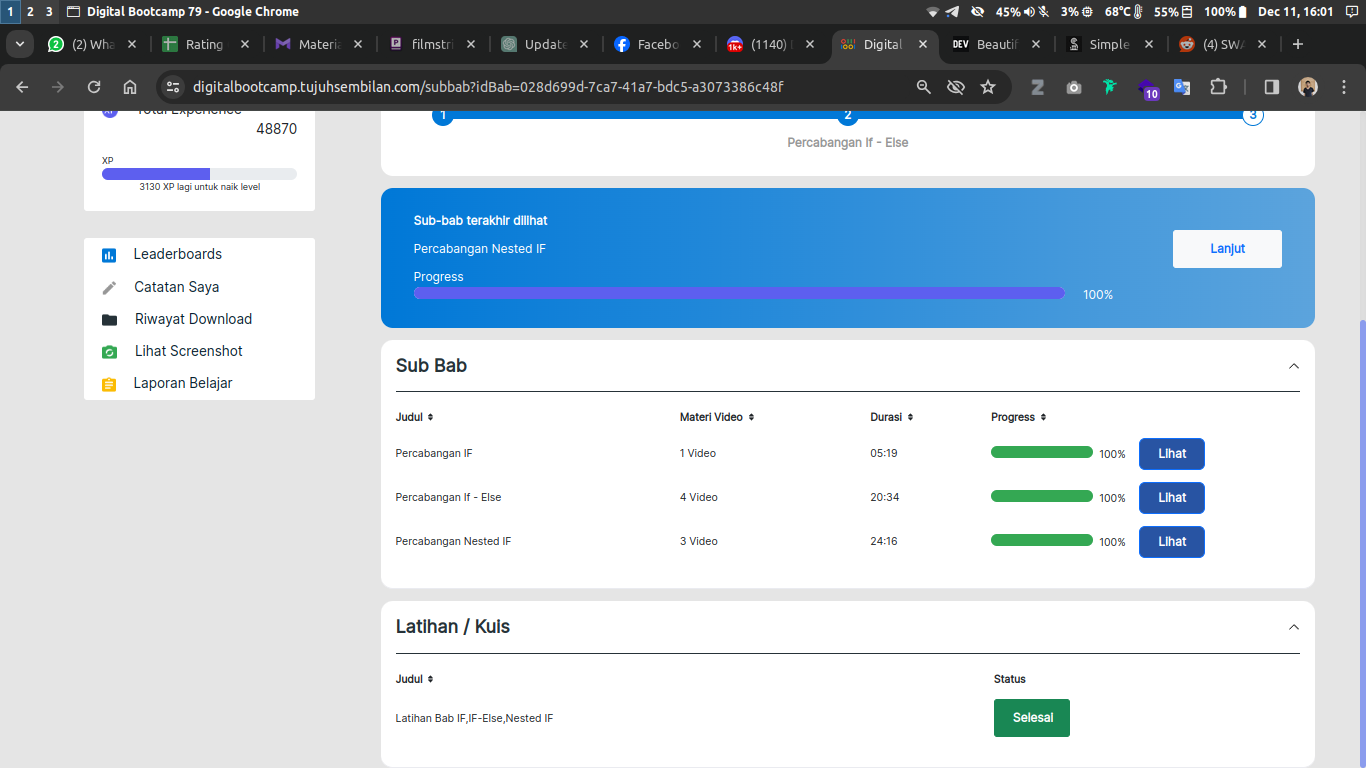 1 2 3 Digital Bootcamp 79 - Google Chrome 45% 3% 68°C 55% 100% Dec 11, 16:01
(2) Wha Rating Materia filmstri Update Facebo (1140) Digital DEV Beautif Simple (4) SWA
digitalbootcamp.tujuhsembilan.com/subbab?idBab=028d699d-7ca7-41a7-bdc5-a3073386c48f 10
Total Experience
48870
XP
3130 XP lagi untuk naik level
Leaderboards
Catatan Saya
Riwayat Download
Lihat Screenshot
Laporan Belajar
1 2 3
Percabangan If - Else
Sub-bab terakhir dilihat
Percabangan Nested IF
Progress
100%
Lanjut
Sub Bab
Judul Materi Video Durasi Progress
Percabangan IF 1 Video 05:19 100% Lihat
Percabangan If - Else 4 Video 20:34 100% Lihat
Percabangan Nested IF 3 Video 24:16 100% Lihat
Latihan / Kuis
Judul Status
Latihan Bab IF,IF-Else,Nested IF Selesai